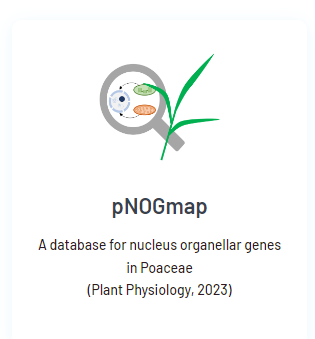 pNOGmap
A database for nucleus organellar genes
in Poaceae
(Plant Physiology, 2023)